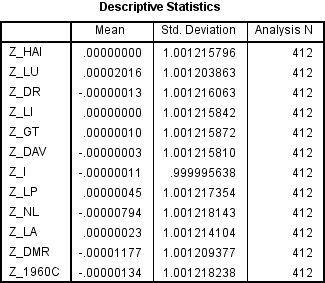 Descriptive Statistics
Mean Std. Deviation Analysis N
Z_HAI .00000000 1.001215796 412
Z_LU .00002016 1.001203863 412
Z_DR -.00000013 1.001216063 412
Z_LI .00000000 1.001215842 412
Z_GT .00000010 1.001215872 412
Z_DAV -.00000003 1.001215810 412
Z_I -.00000011 .999995638 412
Z_LP .00000045 1.001217354 412
Z_NL -.00000794 1.001218143 412
Z_LA .00000023 1.001214104 412
Z_DMR -.00001177 1.001209377 412
Z_1960C -.00000134 1.001218238 412